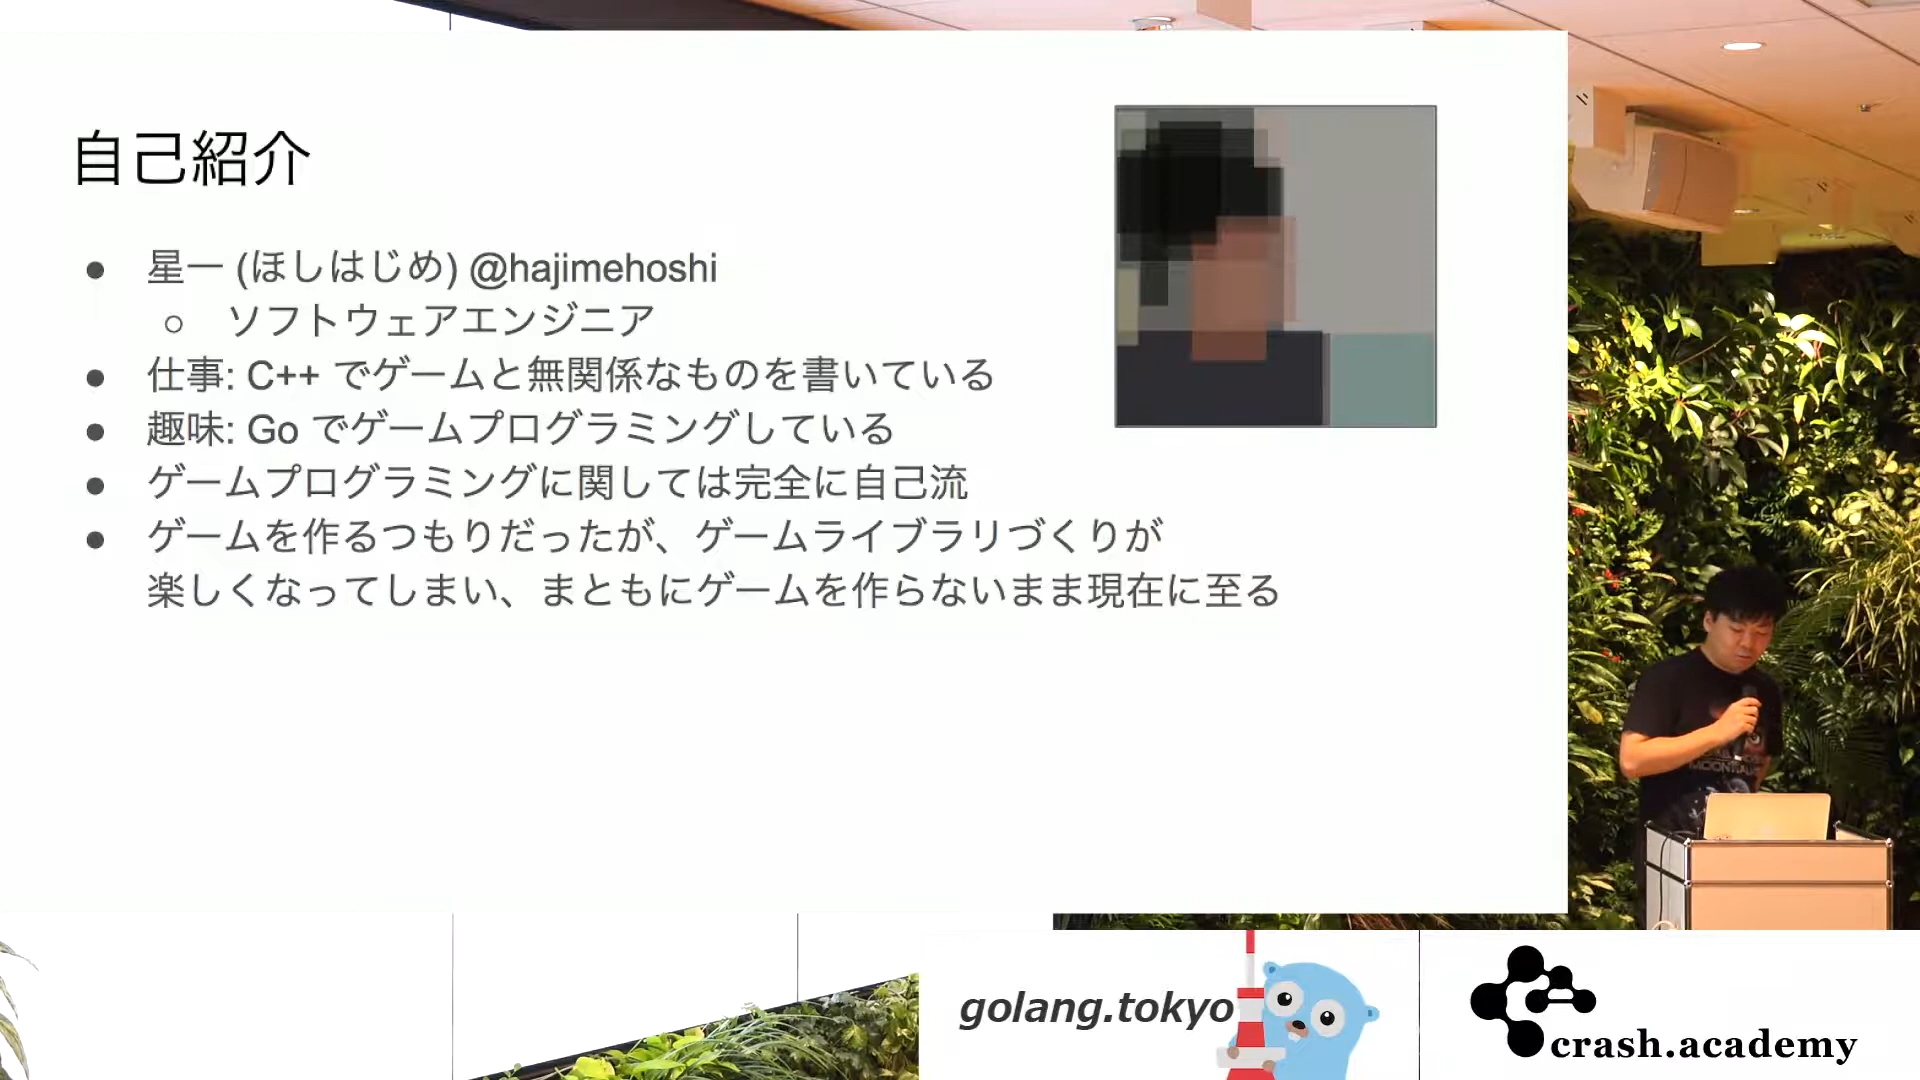 自己紹介
星一 (ほしはじめ) @hajimehoshi
ソフトウェアエンジニア
仕事: C++ でゲームと無関係なものを書いている
趣味: Go でゲームプログラミングしている
ゲームプログラミングに関しては完全に自己流
ゲームを作るつもりだったが、ゲームライブラリづくりが
楽しくなってしまい、まともにゲームを作らないまま現在に至る
golang.tokyo
crash.academy